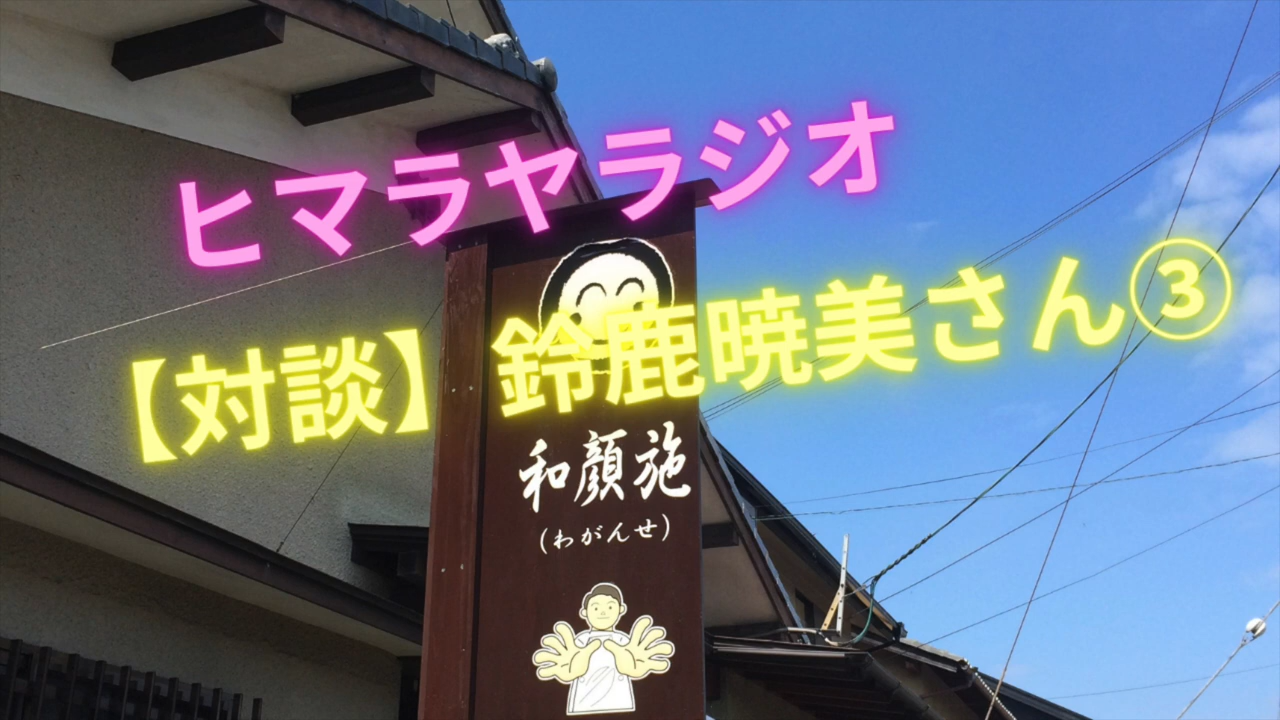 ヒマラヤラジオ
【対談】鈴鹿暁美さん③
和顔施
(わがんせ)